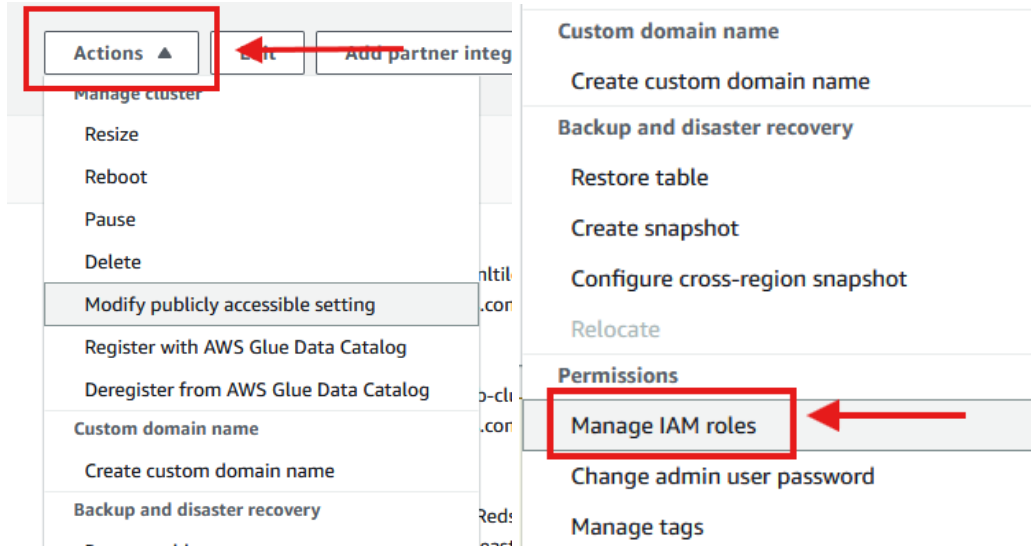 Actions ▲
Add partner integ
Manage cluster
Resize
Reboot
Pause
Delete
Modify publicly accessible setting
.con
Register with AWS Glue Data Catalog
Deregister from AWS Glue Data Catalog
Custom domain name
.con
Create custom domain name
Backup and disaster recovery
Custom domain name
Create custom domain name
Backup and disaster recovery
Restore table
Create snapshot
Configure cross-region snapshot
Relocate
Permissions
Manage IAM roles
Change admin user password
Manage tags